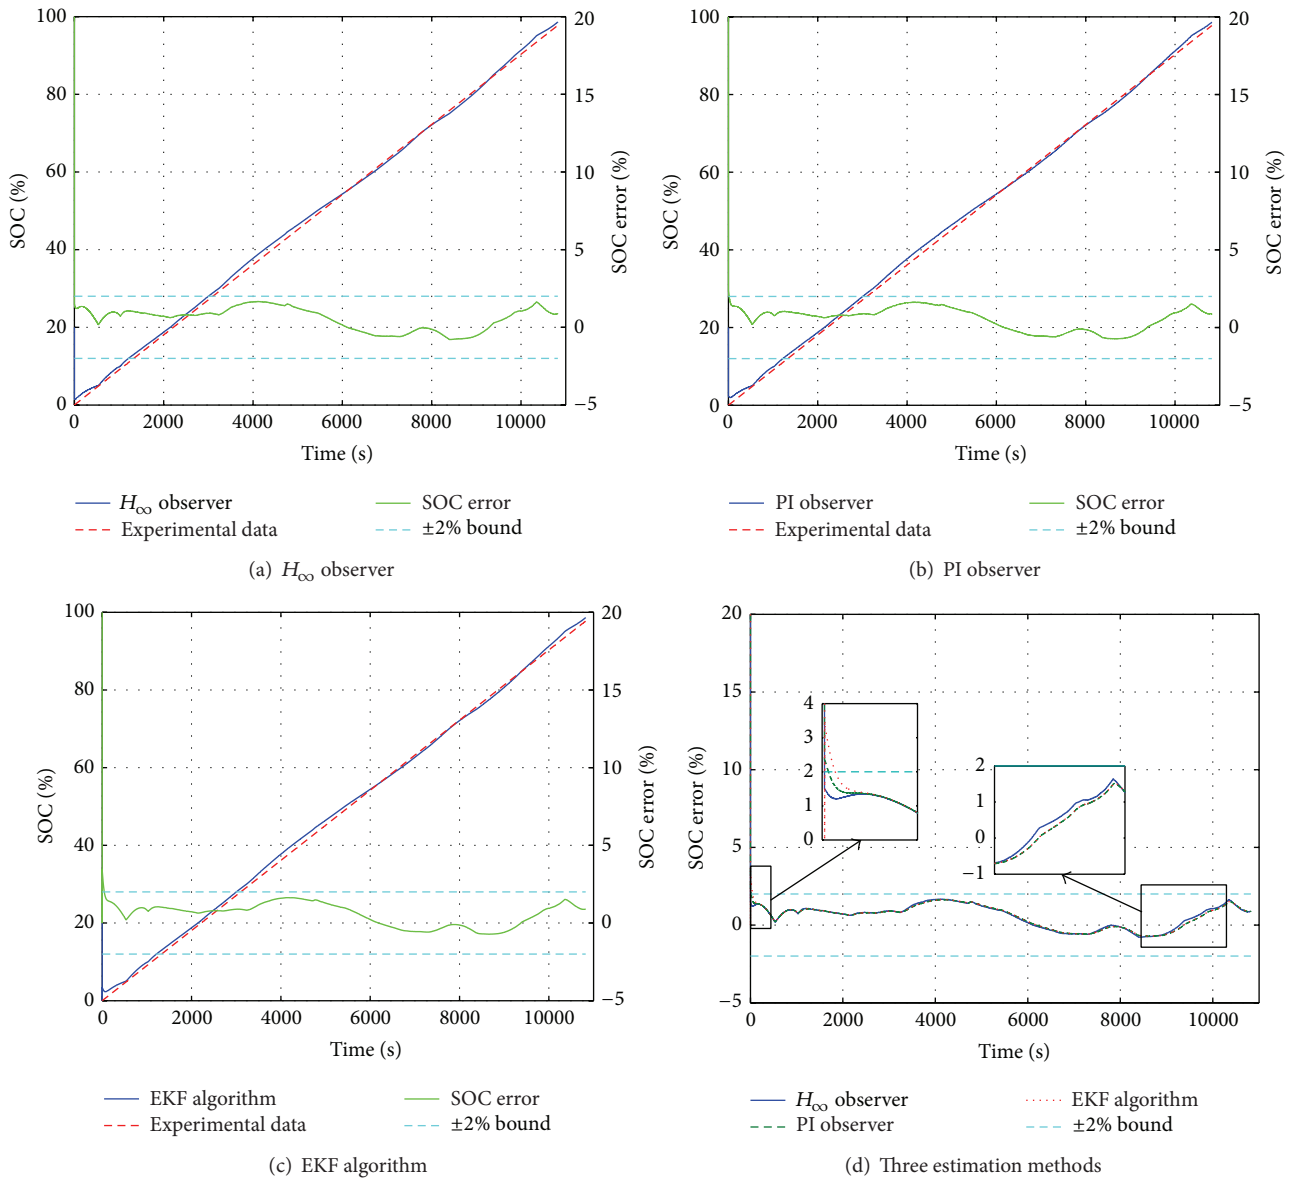 100
80
60
40
20
0
SOC (%)
20
15
10
5
0
−5
SOC error (%)
0 2000 4000 6000 8000 10000
Time (s)
H∞ observer
Experimental data
SOC error
±2% bound
(a) H∞ observer
100
80
60
40
20
0
SOC (%)
20
15
10
5
0
−5
SOC error (%)
0 2000 4000 6000 8000 10000
Time (s)
PI observer
Experimental data
SOC error
±2% bound
(b) PI observer
100
80
60
40
20
0
SOC (%)
20
15
10
5
0
−5
SOC error (%)
0 2000 4000 6000 8000 10000
Time (s)
EKF algorithm
Experimental data
SOC error
±2% bound
(c) EKF algorithm
20
15
10
5
0
−5
SOC error (%)
4
3
2
1
0
2
1
0
−1
0 2000 4000 6000 8000 10000
Time (s)
H∞ observer
PI observer
EKF algorithm
±2% bound
(d) Three estimation methods